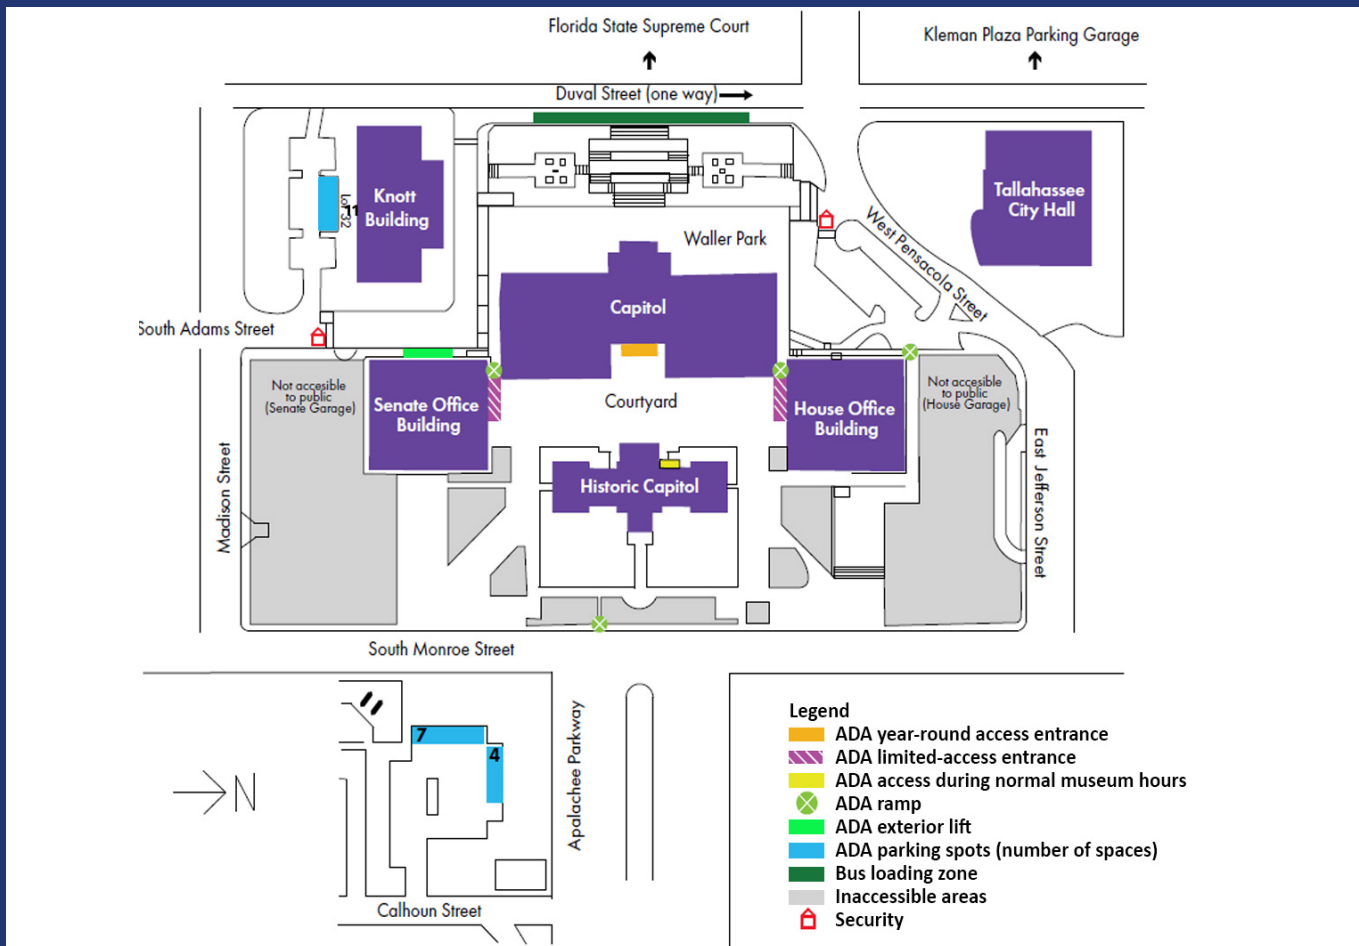 Florida State Supreme Court
Kleman Plaza Parking Garage
Duval Street (one way)
Knott
Building
Lot 32
11
Tallahassee
City Hall
Waller Park
West Pensacola Street
Capitol
South Adams Street
Not accesible
to public
(Senate Garage)
Senate Office
Building
Courtyard
House Office
Building
Not accesible
to public
(House Garage)
Madison Street
Historic Capitol
East Jefferson Street
South Monroe Street
7
4
Apalachee Parkway
N
Calhoun Street
Legend
ADA year-round access entrance
ADA limited-access entrance
ADA access during normal museum hours
ADA ramp
ADA exterior lift
ADA parking spots (number of spaces)
Bus loading zone
Inaccessible areas
Security